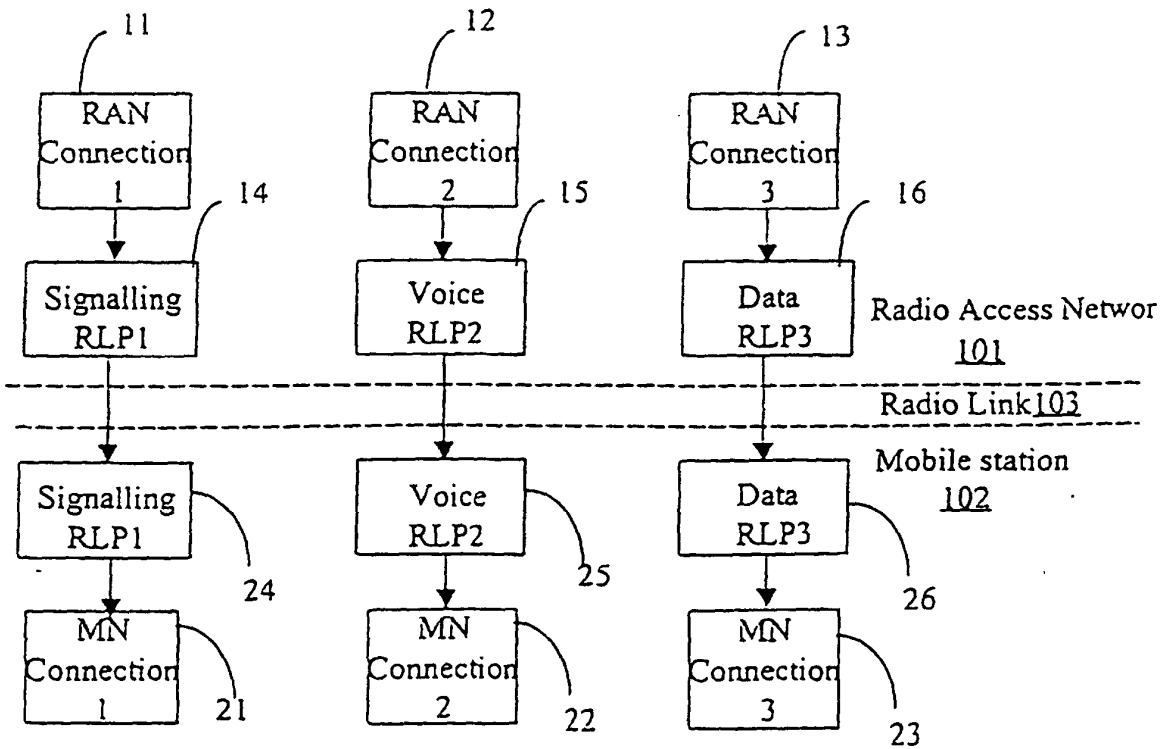 11
12
13
RAN
Connection
1
RAN
Connection
2
RAN
Connection
3
14
15
16
Signalling
RLP1
Voice
RLP2
Data
RLP3
Radio Access Networ
101
Radio Link103
Mobile station
102
Signalling
RLP1
Voice
RLP2
Data
RLP3
24
25
26
MN
Connection
1
MN
Connection
2
MN
Connection
3
21
22
23